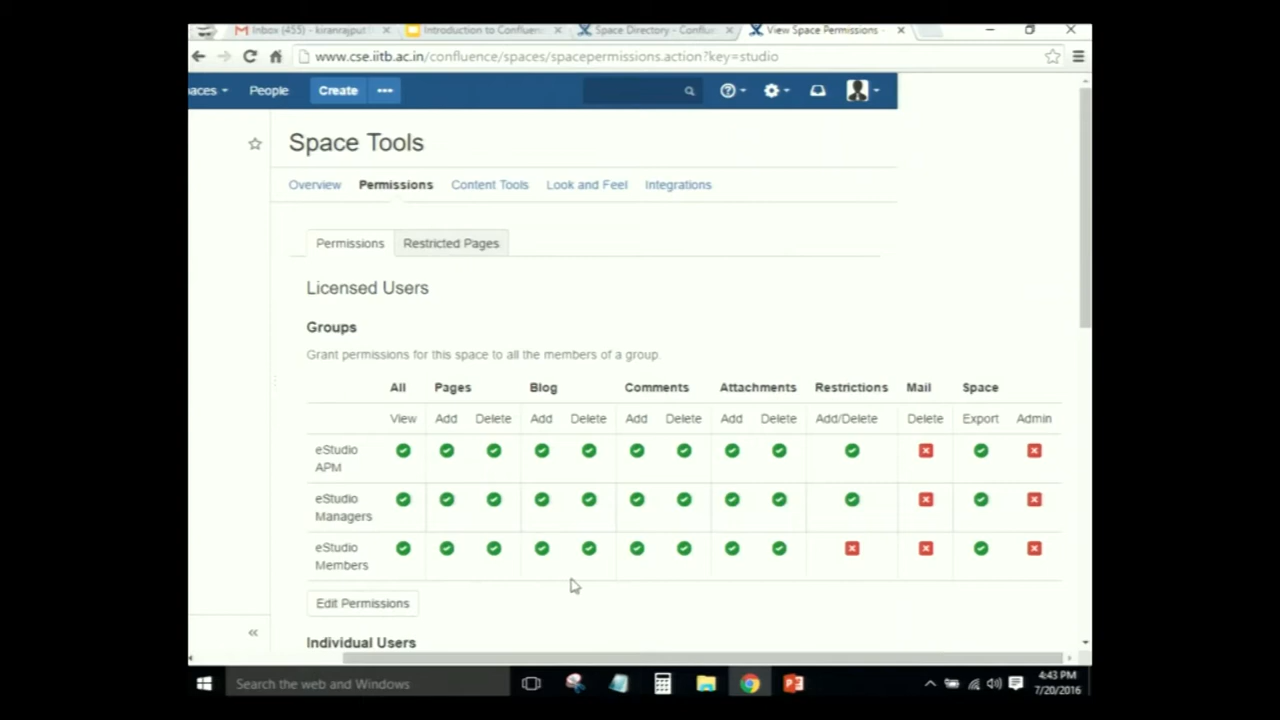 Inbox (455) - kiranrajput Introduction to Confluen Space Directory - Conflu View Space Permissions -
www.cse.iitb.ac.in/confluence/spaces/spacepermissions.action?key=studio
aces People Create
Space Tools
Overview Permissions Content Tools Look and Feel Integrations
Permissions Restricted Pages
Licensed Users
Groups
Grant permissions for this space to all the members of a group.
All Pages Blog Comments Attachments Restrictions Mail Space
View Add Delete Add Delete Add Delete Add Delete Add/Delete Delete Export Admin
eStudio
APM
eStudio
Managers
eStudio
Members
Edit Permissions
Individual Users
Search the web and Windows
4:43 PM
7/20/2016